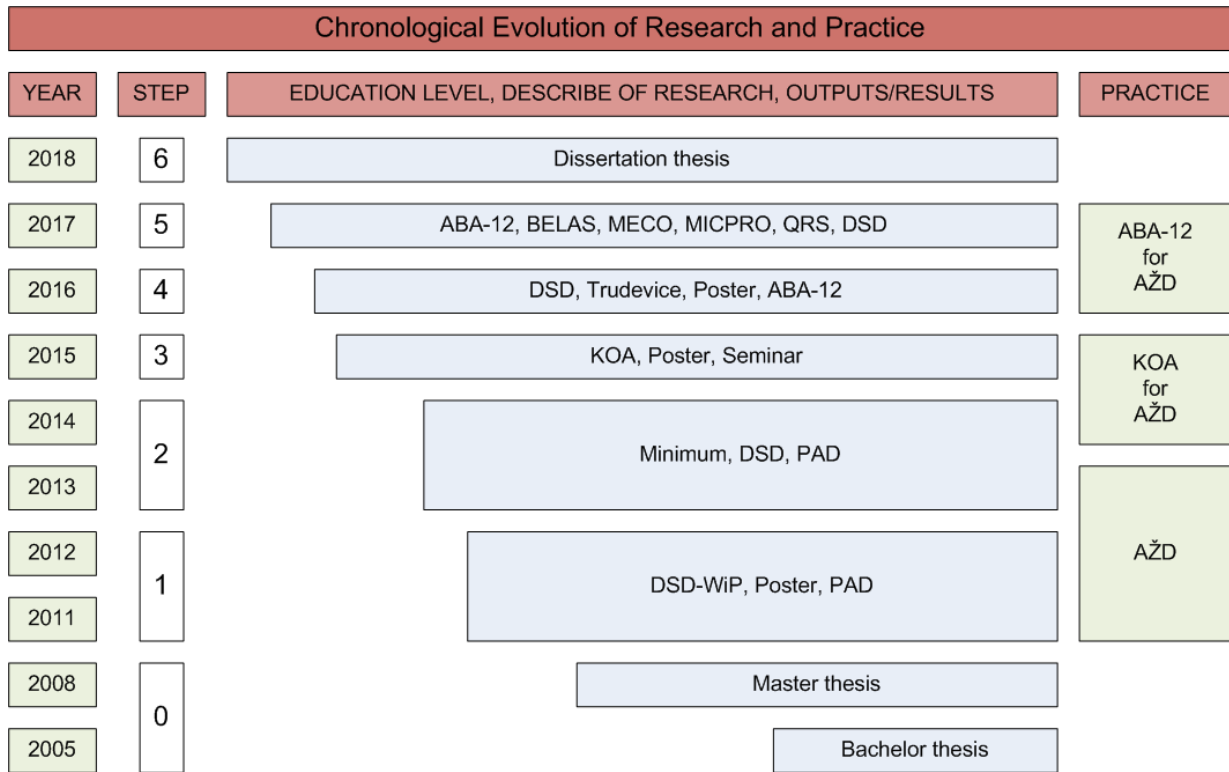 Chronological Evolution of Research and Practice
YEAR
STEP
EDUCATION LEVEL, DESCRIBE OF RESEARCH, OUTPUTS/RESULTS
PRACTICE
2018
6
Dissertation thesis
2017
5
ABA-12, BELAS, MECO, MICPRO, QRS, DSD
ABA-12
for
AŽD
2016
4
DSD, Trudevice, Poster, ABA-12
2015
3
KOA, Poster, Seminar
KOA
for
AŽD
2014
2
Minimum, DSD, PAD
2013
AŽD
2012
1
DSD-WiP, Poster, PAD
2011
2008
0
Master thesis
2005
Bachelor thesis